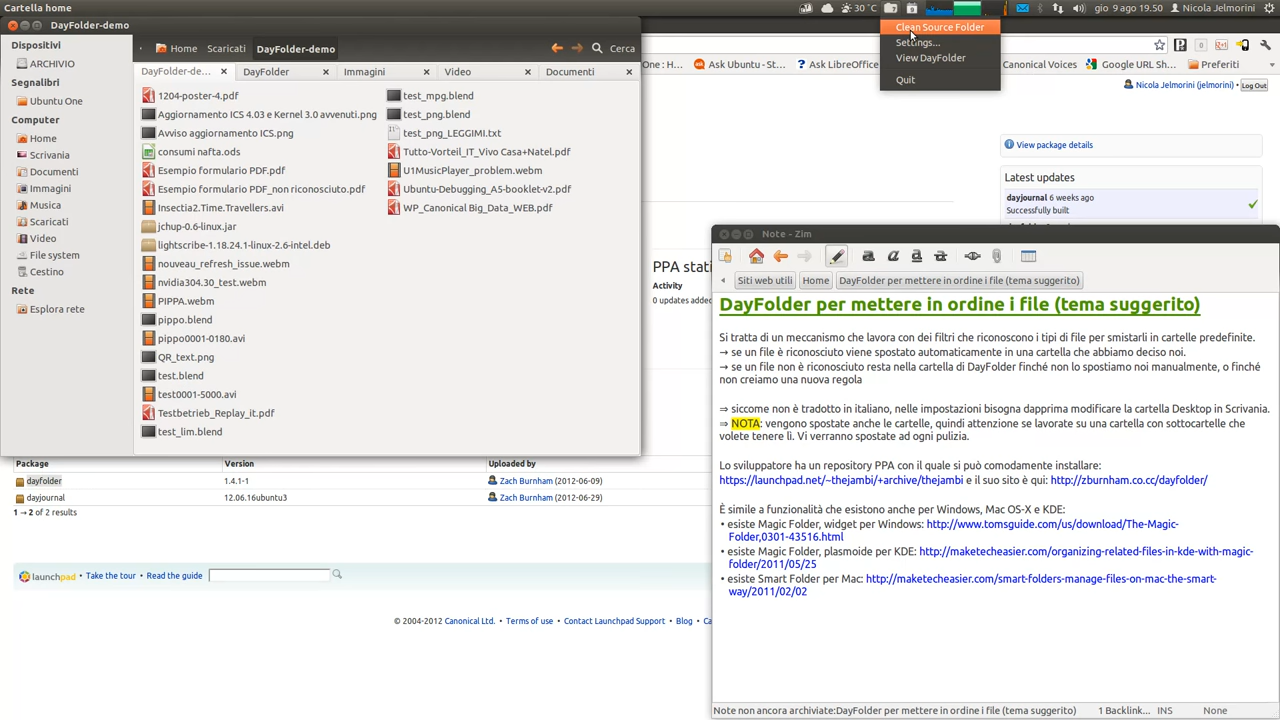 Cartella home
30 °C
gio 9 ago 19.50
Nicola Jelmorini
DayFolder-demo
Clean Source Folder
Settings...
View DayFolder
Quit
Dispositivi
ARCHIVIO
Segnalibri
Ubuntu One
Computer
Home
Scrivania
Documenti
Immagini
Musica
Scaricati
Video
File system
Cestino
Rete
Esplora rete
Home
Scaricati
DayFolder-demo
Cerca
DayFolder-de...
DayFolder
Immagini
Video
Documenti
1204-poster-4.pdf
Aggiornamento ICS 4.03 e Kernel 3.0 avvenuti.png
Avviso aggiornamento ICS.png
consumi nafta.ods
Esempio formulario PDF.pdf
Esempio formulario PDF_non riconosciuto.pdf
Insectia2.Time.Travellers.avi
jchup-0.6-linux.jar
lightscribe-1.18.24.1-linux-2.6-intel.deb
nouveau_refresh_issue.webm
nvidia304.30_test.webm
PIPPA.webm
pippo.blend
pippo0001-0180.avi
QR_text.png
test.blend
test0001-5000.avi
Testbetrieb_Replay_it.pdf
test_lim.blend
test_mpg.blend
test_png.blend
test_png_LEGGIMI.txt
Tutto-Vorteil_IT_Vivo Casa+Natel.pdf
U1MusicPlayer_problem.webm
Ubuntu-Debugging_A5-booklet-v2.pdf
WP_Canonical Big_Data_WEB.pdf
: H...
Ask Ubuntu - St...
Ask LibreOffice
Canonical Voices
Google URL Sh...
Preferiti
Nicola Jelmorini (jelmorini)
Log Out
View package details
Latest updates
dayjournal 6 weeks ago
Successfully built
PPA stati
Activity
0 updates added
Package Version Uploaded by
dayfolder 1.4.1-1 Zach Burnham (2012-06-09)
dayjournal 12.06.16ubuntu3 Zach Burnham (2012-06-29)
1 → 2 of 2 results
launchpad • Take the tour • Read the guide
© 2004-2012 Canonical Ltd. • Terms of use • Contact Launchpad Support • Blog • Ca
Note - Zim
Siti web utili
Home
DayFolder per mettere in ordine i file (tema suggerito)
DayFolder per mettere in ordine i file (tema suggerito)
Si tratta di un meccanismo che lavora con dei filtri che riconoscono i tipi di file per smistarli in cartelle predefinite.
→ se un file è riconosciuto viene spostato automaticamente in una cartella che abbiamo deciso noi.
→ se un file non è riconosciuto resta nella cartella di DayFolder finché non lo spostiamo noi manualmente, o finché
non creiamo una nuova regola
⇒ siccome non è tradotto in italiano, nelle impostazioni bisogna dapprima modificare la cartella Desktop in Scrivania.
⇒ NOTA: vengono spostate anche le cartelle, quindi attenzione se lavorate su una cartella con sottocartelle che
volete tenere lì. Vi verranno spostate ad ogni pulizia.
Lo sviluppatore ha un repository PPA con il quale si può comodamente installare:
https://launchpad.net/~thejambi/+archive/thejambi e il suo sito è qui: http://zburnham.co.cc/dayfolder/
È simile a funzionalità che esistono anche per Windows, Mac OS-X e KDE:
• esiste Magic Folder, widget per Windows: http://www.tomsguide.com/us/download/The-Magic-
Folder,0301-43516.html
• esiste Magic Folder, plasmoide per KDE: http://maketecheasier.com/organizing-related-files-in-kde-with-magic-
folder/2011/05/25
• esiste Smart Folder per Mac: http://maketecheasier.com/smart-folders-manage-files-on-mac-the-smart-
way/2011/02/02
Note non ancora archiviate:DayFolder per mettere in ordine i file (tema suggerito)
1 Backlink...
INS
None